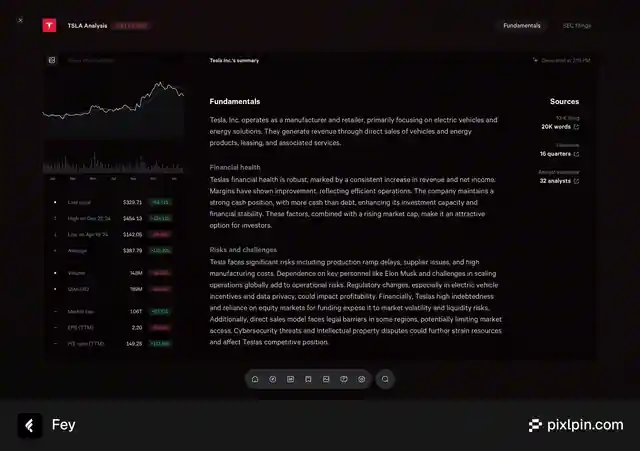 TSLA Analysis
Fundamentals
SEC filings
Tesla Inc.'s summary
Generated at 2:15 PM
Fundamentals
Tesla, Inc. operates as a manufacturer and retailer, primarily focusing on electric vehicles and
energy solutions. They generate revenue through direct sales of vehicles and energy
products, leasing, and associated services.
Financial health
Teslas financial health is robust, marked by a consistent increase in revenue and net income.
Margins have shown improvement, reflecting efficient operations. The company maintains a
strong cash position, with more cash than debt, enhancing its investment capacity and
financial stability. These factors, combined with a rising market cap, make it an attractive
option for investors.
Risks and challenges
Tesla faces significant risks including production ramp delays, supplier issues, and high
manufacturing costs. Dependence on key personnel like Elon Musk and challenges in scaling
operations globally add to operational risks. Regulatory changes, especially in electric vehicle
incentives and data privacy, could impact profitability. Financially, Teslas high indebtedness
and reliance on equity markets for funding expose it to market volatility and liquidity risks.
Additionally, direct sales model faces legal barriers in some regions, potentially limiting market
access. Cybersecurity threats and intellectual property disputes could further strain resources
and affect Teslas competitive position.
Sources
10-K filing
20K words
16 quarters
32 analysts
$329.71
High on Dec 22 '24 $454.13
Low on Apr 19 '24 $142.05
Average $387.79
Volume 142M
789M
Market cap 1.06T
EPS (TTM) 2.20
P/E ratio (TTM) 149.25
Fey
pixlpin.com